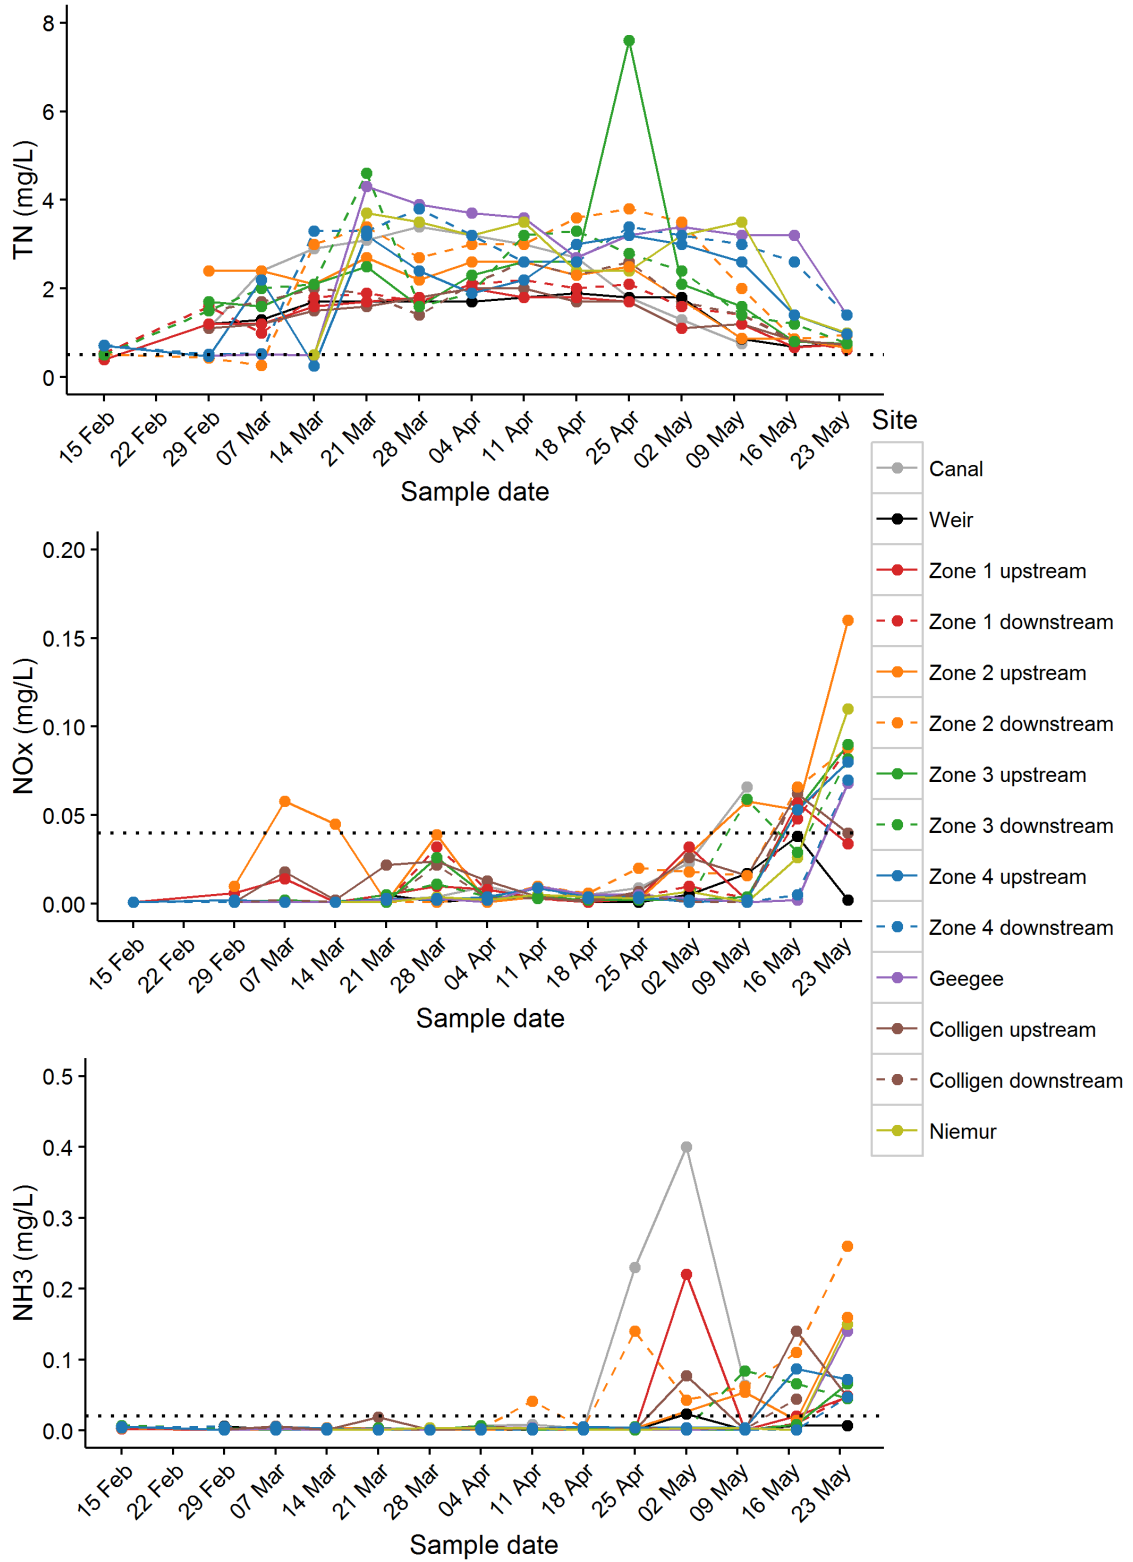 TN (mg/L)
8
6
4
2
0
15 Feb
22 Feb
29 Feb
07 Mar
14 Mar
21 Mar
28 Mar
04 Apr
11 Apr
18 Apr
25 Apr
02 May
09 May
16 May
23 May
Sample date
NOx (mg/L)
0.20
0.15
0.10
0.05
0.00
15 Feb
22 Feb
29 Feb
07 Mar
14 Mar
21 Mar
28 Mar
04 Apr
11 Apr
18 Apr
25 Apr
02 May
09 May
16 May
23 May
Sample date
NH3 (mg/L)
0.5
0.4
0.3
0.2
0.1
0.0
15 Feb
22 Feb
29 Feb
07 Mar
14 Mar
21 Mar
28 Mar
04 Apr
11 Apr
18 Apr
25 Apr
02 May
09 May
16 May
23 May
Sample date
Site
Canal
Weir
Zone 1 upstream
Zone 1 downstream
Zone 2 upstream
Zone 2 downstream
Zone 3 upstream
Zone 3 downstream
Zone 4 upstream
Zone 4 downstream
Geegee
Colligen upstream
Colligen downstream
Niemur